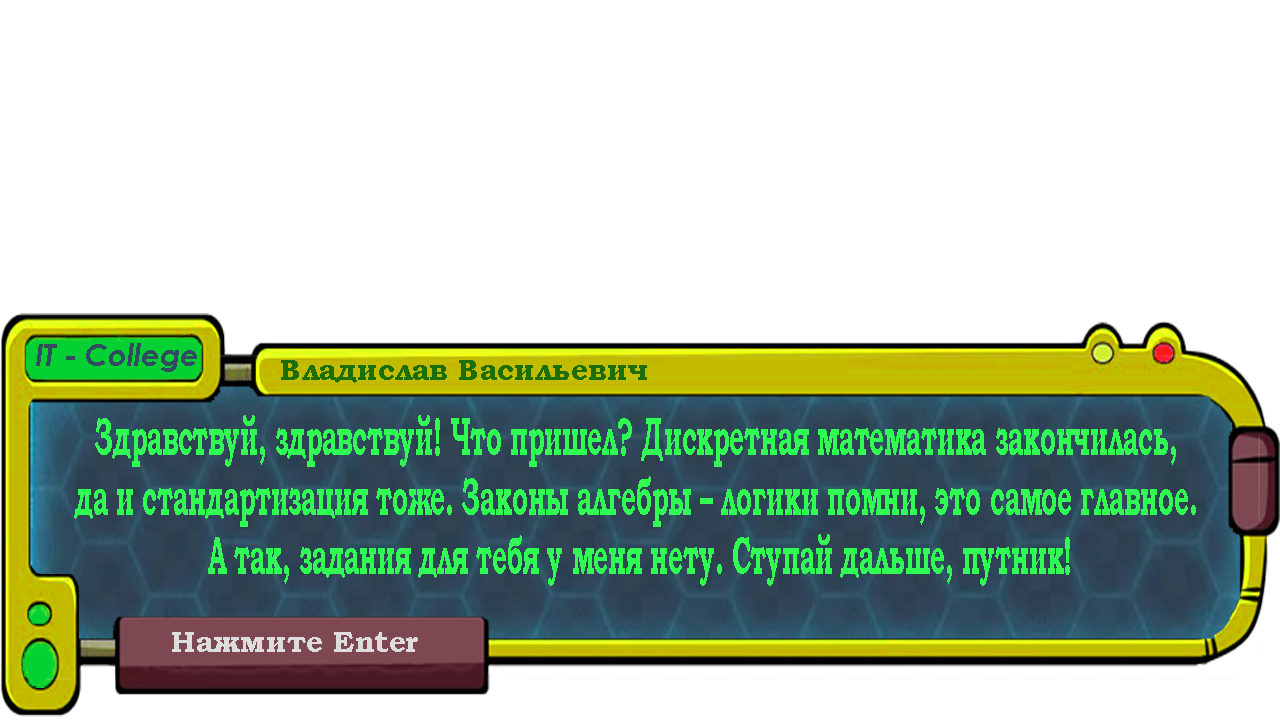 IT - College
Владислав Васильевич
Здравствуй, здравствуй! Что пришел? Дискретная математика закончилась,
да и стандартизация тоже. Законы алгебры – логики помни, это самое главное.
А так, задания для тебя у меня нету. Ступай дальше, путник!
Нажмите Enter